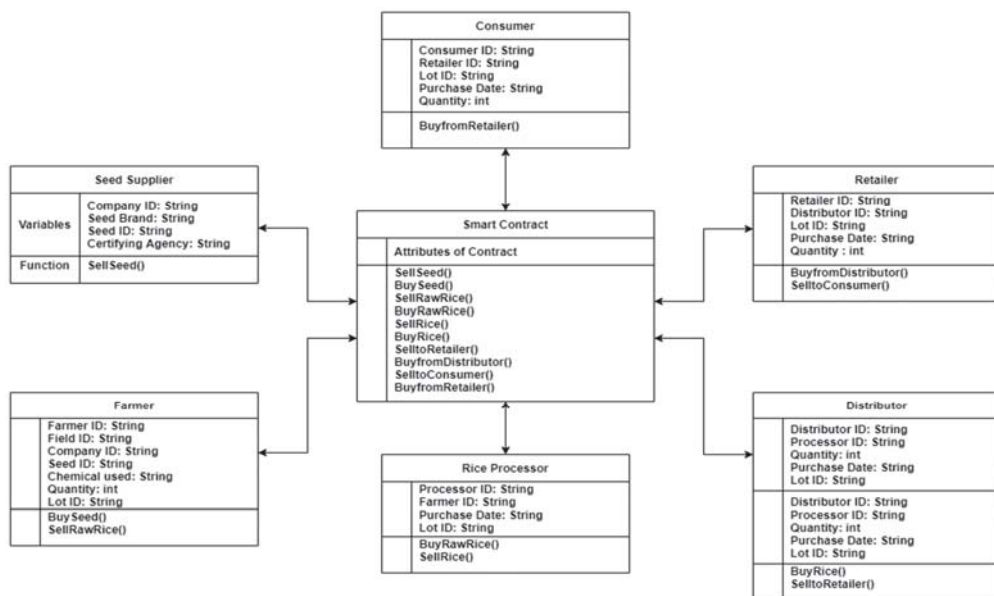 Consumer
Consumer ID: String
Retailer ID: String
Lot ID: String
Purchase Date: String
Quantity: int
BuyfromRetailer()
Seed Supplier
Variables
Company ID: String
Seed Brand: String
Seed ID: String
Certifying Agency: String
Function
SellSeed()
Smart Contract
Attributes of Contract
SellSeed()
BuySeed()
SellRawRice()
BuyRawRice()
SellRice()
BuyRice()
SelltoRetailer()
BuyfromDistributor()
SelltoConsumer()
BuyfromRetailer()
Retailer
Retailer ID: String
Distributor ID: String
Lot ID: String
Purchase Date: String
Quantity : int
BuyfromDistributor()
SelltoConsumer()
Farmer
Farmer ID: String
Field ID: String
Company ID: String
Seed ID: String
Chemical used: String
Quantity: int
Lot ID: String
BuySeed()
SellRawRice()
Rice Processor
Processor ID: String
Farmer ID: String
Purchase Date: String
Lot ID: String
BuyRawRice()
SellRice()
Distributor
Distributor ID: String
Processor ID: String
Quantity: int
Purchase Date: String
Lot ID: String
Distributor ID: String
Processor ID: String
Quantity: int
Purchase Date: String
Lot ID: String
BuyRice()
SelltoRetailer()